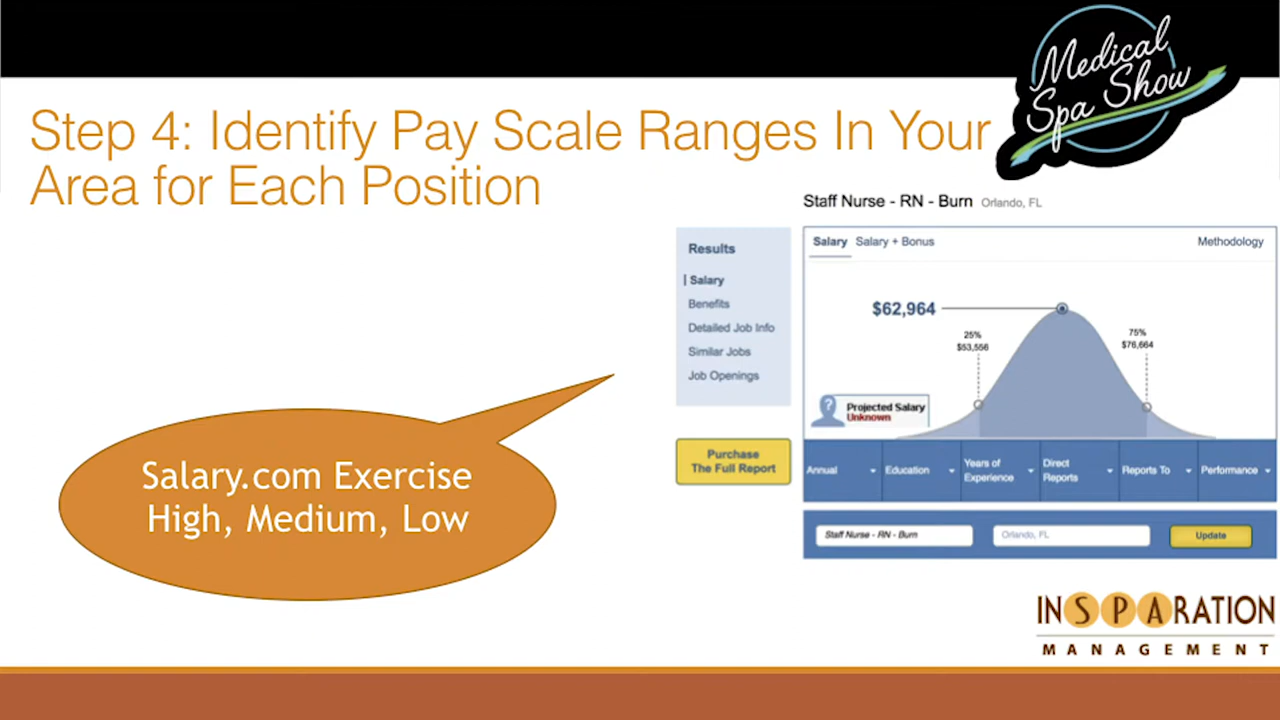 Medical
Spa Show
Step 4: Identify Pay Scale Ranges In Your
Area for Each Position
Staff Nurse - RN - Burn Orlando, FL
Results
Salary
Benefits
Detailed Job Info
Similar Jobs
Job Openings
Purchase
The Full Report
Salary Salary + Bonus Methodology
$62,964
25%
$53,556
75%
$76,664
Projected Salary
Unknown
Annual
Education
Years of
Experience
Direct
Reports
Reports To
Performance
Staff Nurse - RN - Burn Orlando, FL Update
Salary.com Exercise
High, Medium, Low
INSPARATION
MANAGEMENT